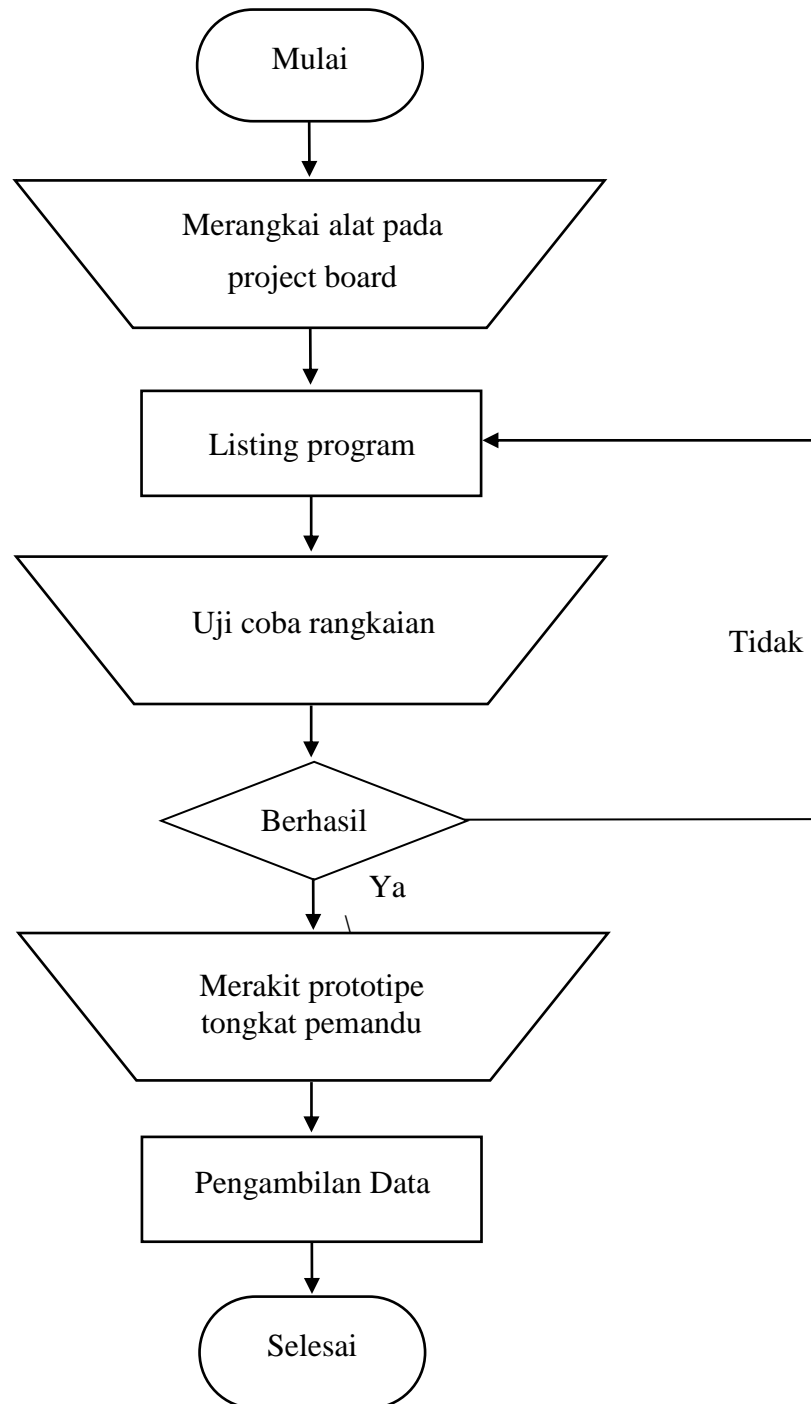 Mulai
Merangkai alat pada
project board
Listing program
Uji coba rangkaian
Tidak
Berhasil
Ya
\
Merakit prototipe
tongkat pemandu
Pengambilan Data
Selesai